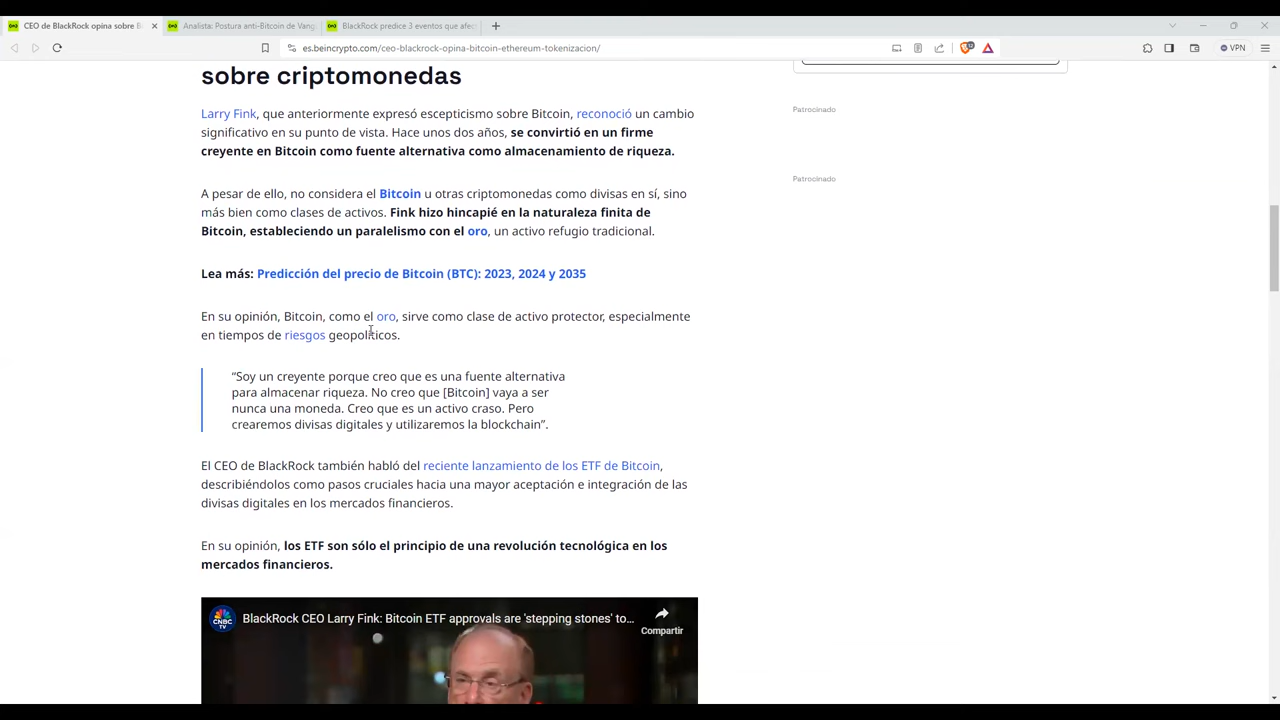 CEO de BlackRock opina sobre B
Analista: Postura anti-Bitcoin de Vang
BlackRock predice 3 eventos que afec
es.beincrypto.com/ceo-blackrock-opina-bitcoin-ethereum-tokenizacion/
VPN
sobre criptomonedas
Larry Fink, que anteriormente expresó escepticismo sobre Bitcoin, reconoció un cambio
significativo en su punto de vista. Hace unos dos años, se convirtió en un firme
creyente en Bitcoin como fuente alternativa como almacenamiento de riqueza.
A pesar de ello, no considera el Bitcoin u otras criptomonedas como divisas en sí, sino
más bien como clases de activos. Fink hizo hincapié en la naturaleza finita de
Bitcoin, estableciendo un paralelismo con el oro, un activo refugio tradicional.
Lea más: Predicción del precio de Bitcoin (BTC): 2023, 2024 y 2035
En su opinión, Bitcoin, como el oro, sirve como clase de activo protector, especialmente
en tiempos de riesgos geopolíticos.
“Soy un creyente porque creo que es una fuente alternativa
para almacenar riqueza. No creo que [Bitcoin] vaya a ser
nunca una moneda. Creo que es un activo craso. Pero
crearemos divisas digitales y utilizaremos la blockchain”.
El CEO de BlackRock también habló del reciente lanzamiento de los ETF de Bitcoin,
describiéndolos como pasos cruciales hacia una mayor aceptación e integración de las
divisas digitales en los mercados financieros.
En su opinión, los ETF son sólo el principio de una revolución tecnológica en los
mercados financieros.
CNBC
TV
BlackRock CEO Larry Fink: Bitcoin ETF approvals are 'stepping stones' to...
Compartir
Patrocinado
Patrocinado